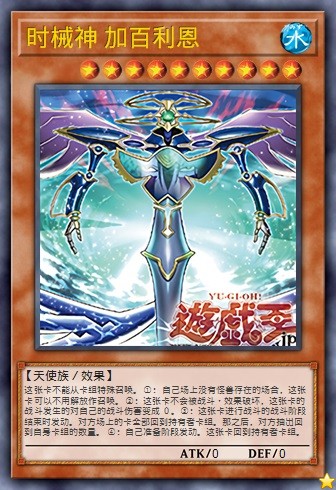 时械神 加百利恩
水
YU-GI-OH!
遊戯王
.jp
【天使族/效果】
这张卡不能从卡组特殊召唤。①：自己场上没有怪兽存在的场合，这张
卡可以不用解放作召唤。②：这张卡不会被战斗·效果破坏，这张卡的
战斗发生的对自己的战斗伤害变成 0。②：这张卡进行战斗的战斗阶段
结束时发动。对方场上的卡全部回到持有者卡组。那之后，对方抽出回
到自身卡组的数量。④：自己准备阶段发动。这张卡回到持有者卡组。
ATK/0 DEF/0